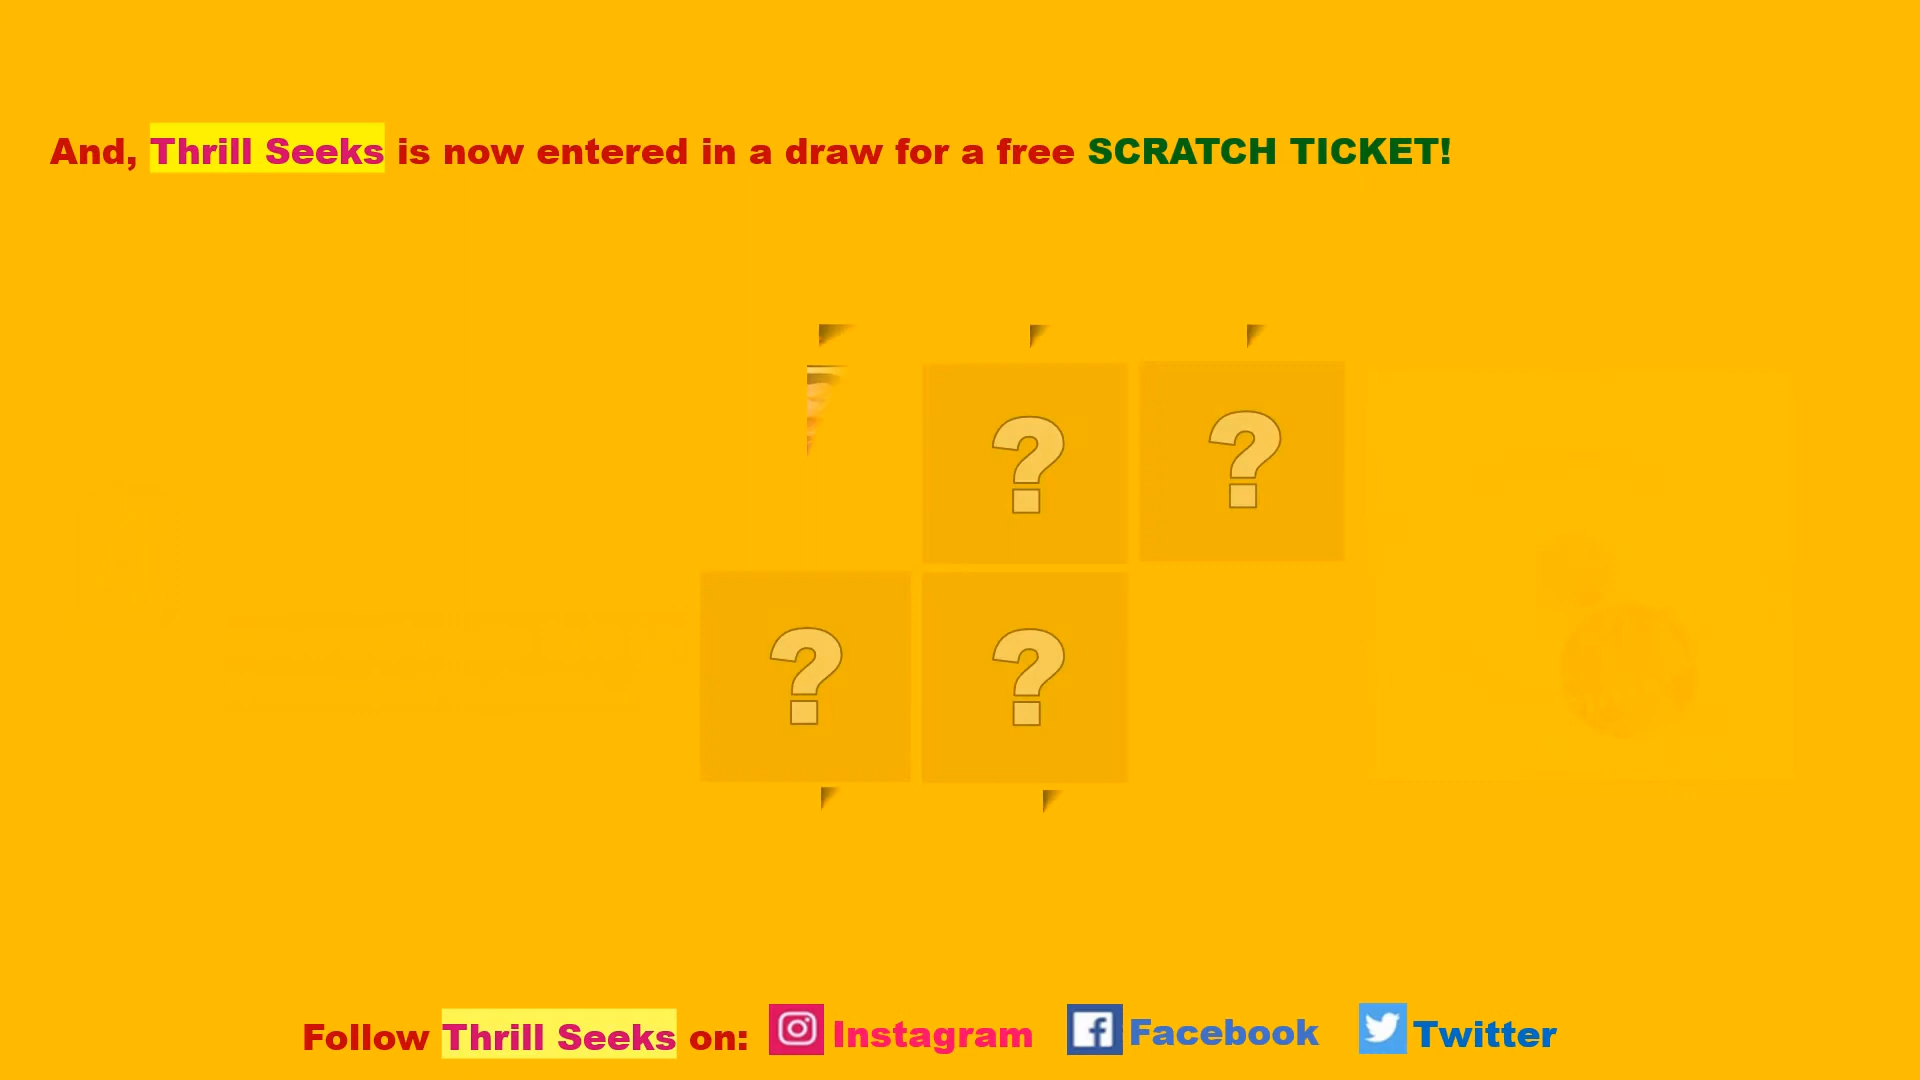 And, Thrill Seeks is now entered in a draw for a free SCRATCH TICKET!
? ?
? ?
Follow Thrill Seeks on: Instagram Facebook Twitter